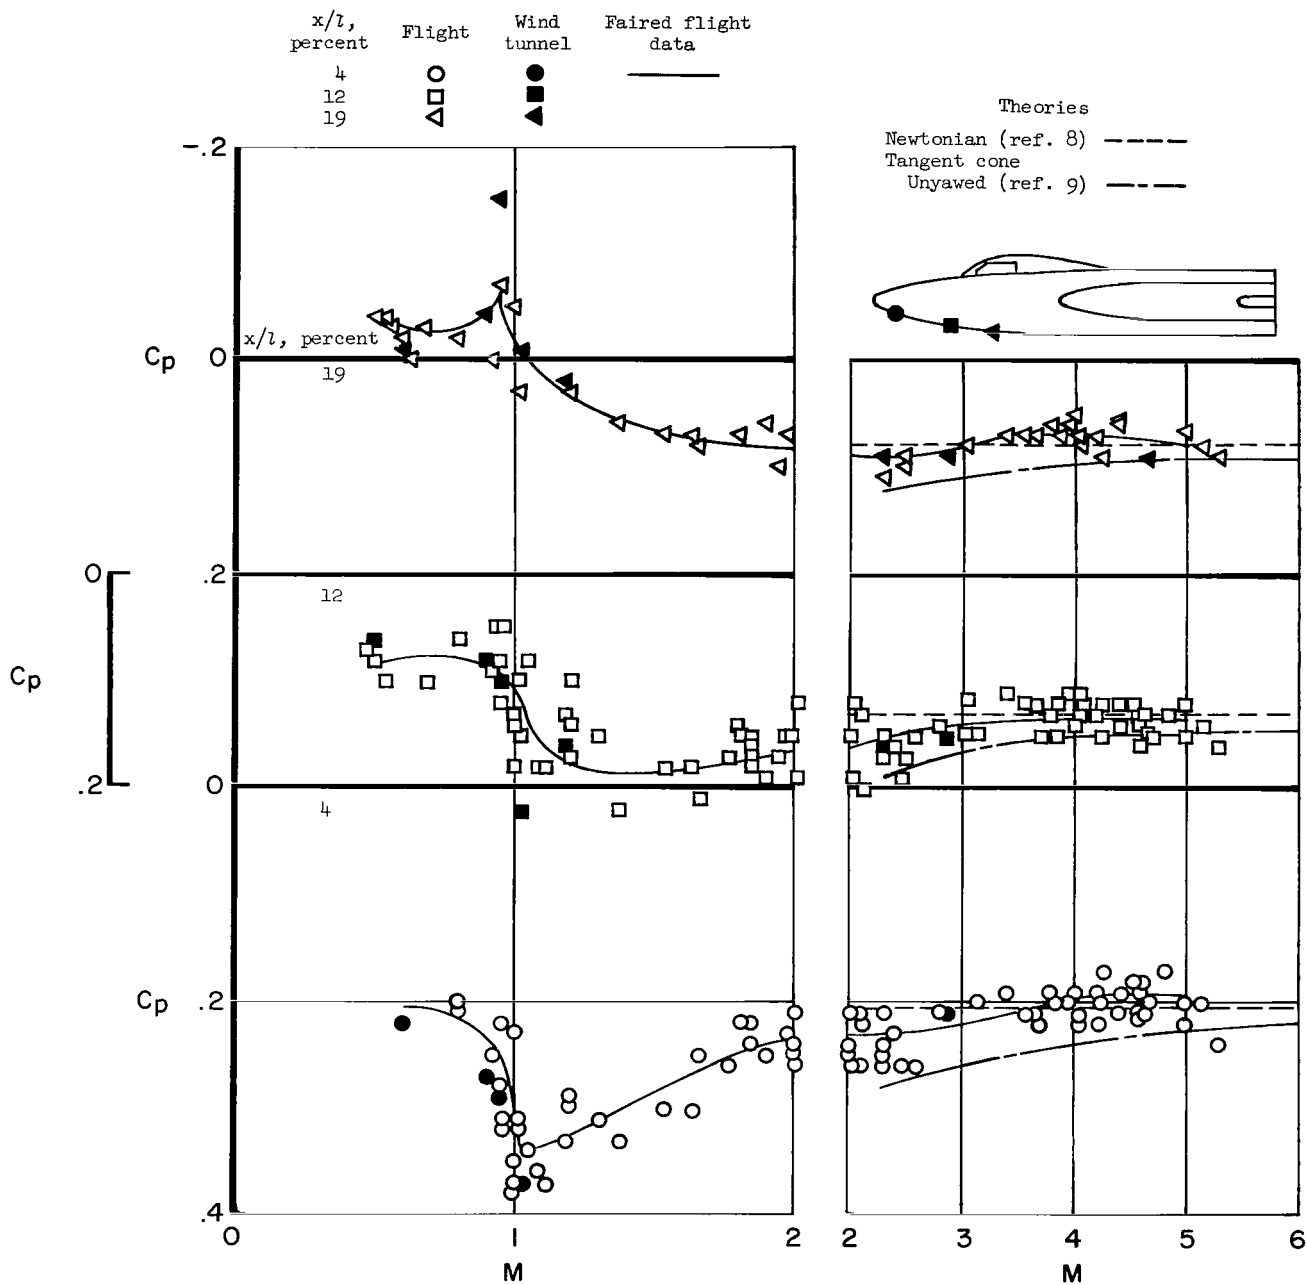 x/l, percent
Flight
Wind tunnel
Faired flight data
4
12
19
Theories
Newtonian (ref. 8)
Tangent cone
Unyawed (ref. 9)
-.2
Cp 0
x/l, percent
19
0 .2
12
Cp
.2 0
4
Cp .2
.4
0 1 2 2 3 4 5 6
M M